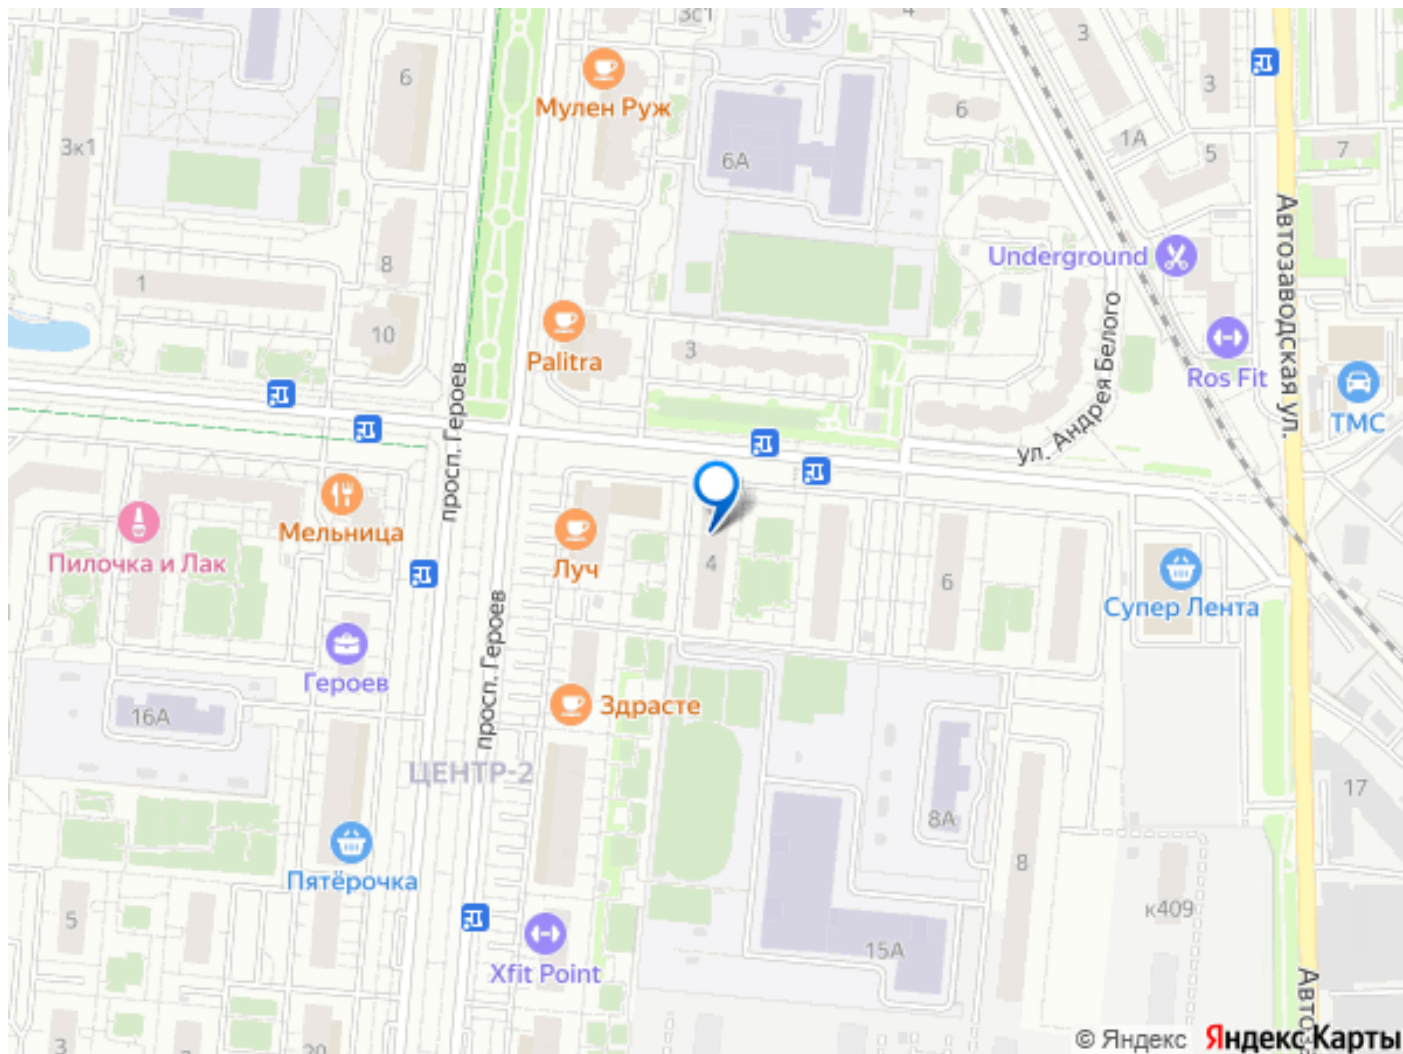 3с1
4
3
6
Мулен Руж
3
6
1А
3к1
6А
5
7
Автозаводская ул.
8
Underground
1
ул. Андрея Белого
10
Palitra
3
Ros Fit
просп. Героев
ТМС
Мельница
Пилочка и Лак
Луч
4
6
Супер Лента
просп. Героев
Героев
Здрасте
16А
ЦЕНТР-2
17
8А
8
Пятёрочка
5
к409
15А
Xfit Point
Автоз
3
20
© Яндекс Яндекс Карты